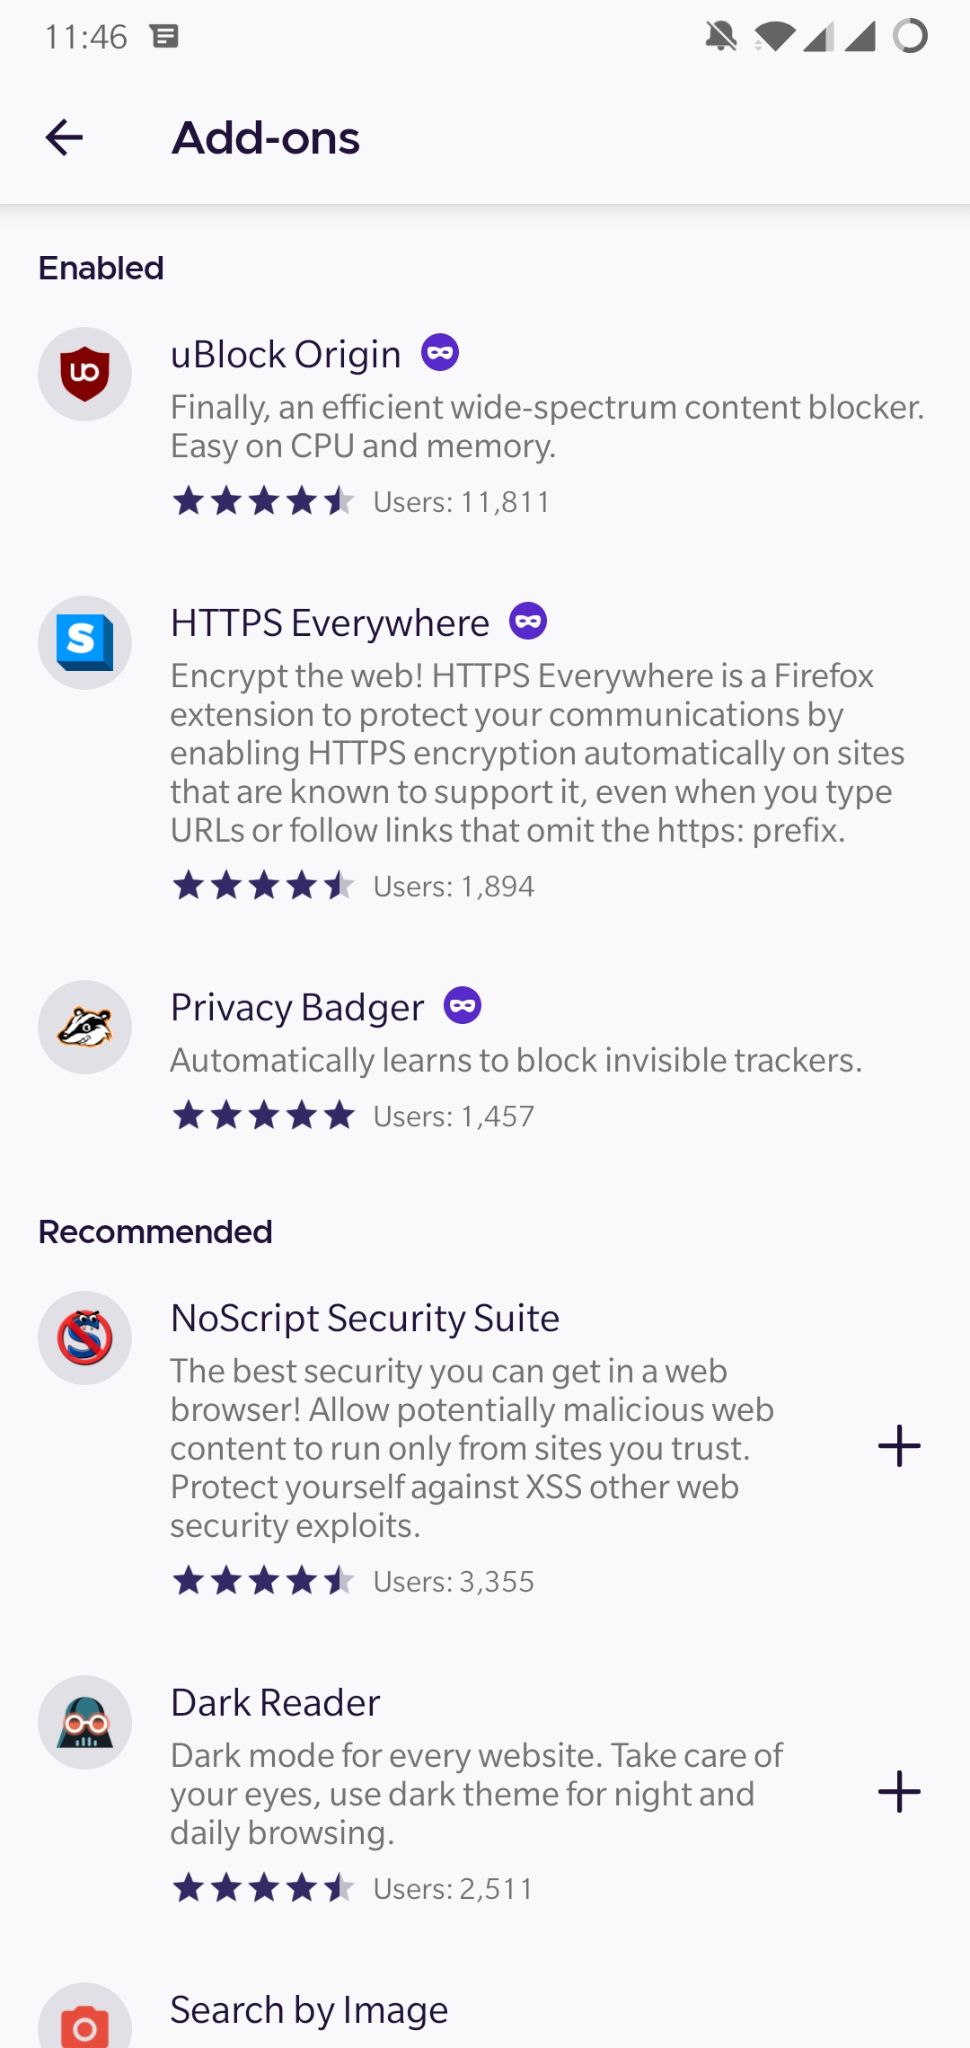 11:46
Add-ons
Enabled
uBlock Origin
Finally, an efficient wide-spectrum content blocker.
Easy on CPU and memory.
Users: 11,811
HTTPS Everywhere
Encrypt the web! HTTPS Everywhere is a Firefox
extension to protect your communications by
enabling HTTPS encryption automatically on sites
that are known to support it, even when you type
URLs or follow links that omit the https: prefix.
Users: 1,894
Privacy Badger
Automatically learns to block invisible trackers.
Users: 1,457
Recommended
NoScript Security Suite
The best security you can get in a web
browser! Allow potentially malicious web
content to run only from sites you trust.
Protect yourself against XSS other web
security exploits.
Users: 3,355
Dark Reader
Dark mode for every website. Take care of
your eyes, use dark theme for night and
daily browsing.
Users: 2,511
Search by Image